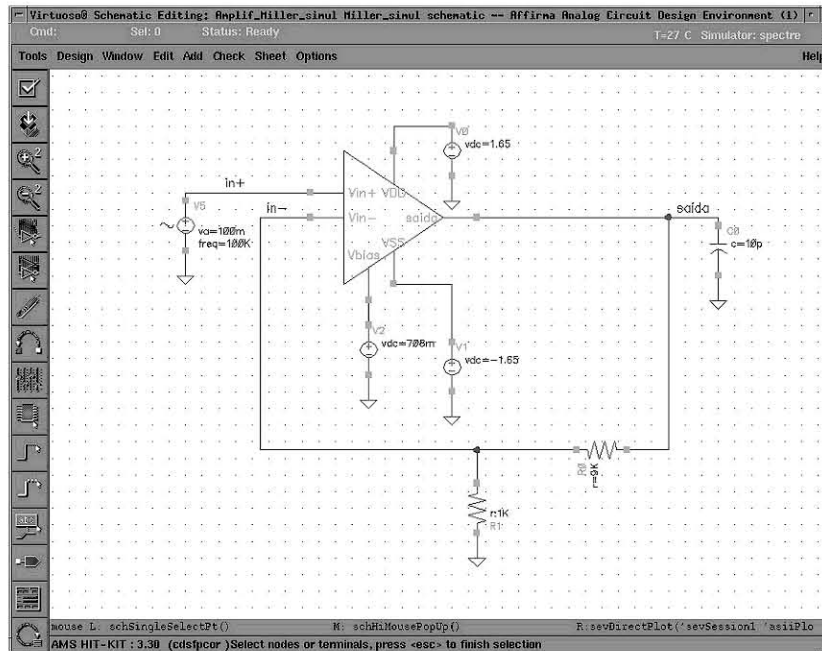 Virtuoso® Schematic Editing: Amplif_Miller_simul Miller_simul schematic -- Affirma Analog Circuit Design Environment (1)
Cmd: Sel: 0 Status: Ready T=27 C Simulator: spectre
Tools Design Window Edit Add Check Sheet Options Help
V0
vdc=1.65
in+
Vin+ VDD
V5
in-
Vin-
saida
saida
va=100m
freq=100K
VSS
C0
c=10p
Vbias
V2
vdc=708m
V1
vdc=-1.65
R0
r=9K
r:1K
R1
abc
mouse L: schSingleSelectPt() M: schHiMousePopUp() R:sevDirectPlot('sevSession1 'asiiPlo
AMS HIT-KIT : 3.30 (cdsfpcor )Select nodes or terminals, press <esc> to finish selection